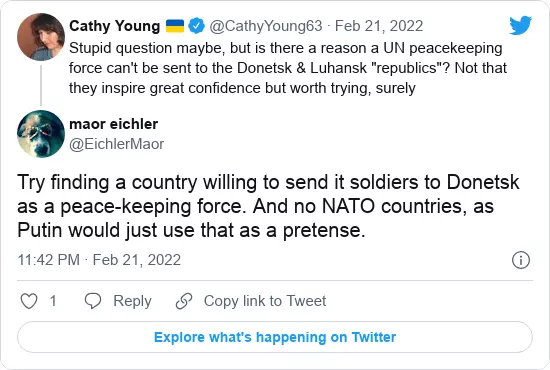 Cathy Young 🇺🇦 @CathyYoung63 · Feb 21, 2022
Stupid question maybe, but is there a reason a UN peacekeeping
force can't be sent to the Donetsk & Luhansk "republics"? Not that
they inspire great confidence but worth trying, surely
maor eichler
@EichlerMaor
Try finding a country willing to send it soldiers to Donetsk
as a peace-keeping force. And no NATO countries, as
Putin would just use that as a pretense.
11:42 PM · Feb 21, 2022
1 Reply Copy link to Tweet
Explore what's happening on Twitter